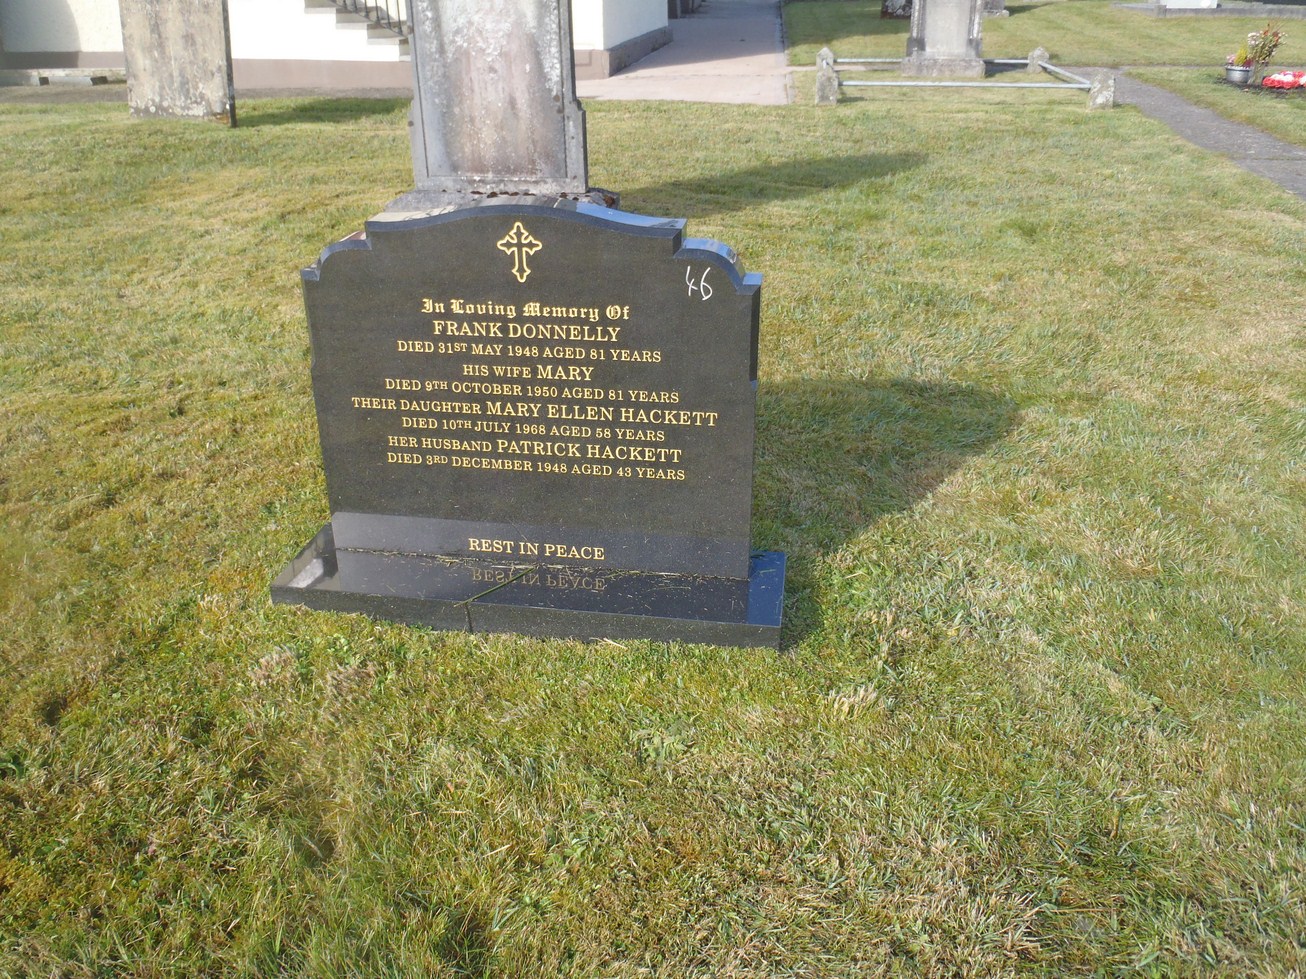 46
In Loving Memory Of
FRANK DONNELLY
DIED 31ST MAY 1948 AGED 81 YEARS
HIS WIFE MARY
DIED 9TH OCTOBER 1950 AGED 81 YEARS
THEIR DAUGHTER MARY ELLEN HACKETT
DIED 10TH JULY 1968 AGED 58 YEARS
HER HUSBAND PATRICK HACKETT
DIED 3RD DECEMBER 1948 AGED 43 YEARS
REST IN PEACE